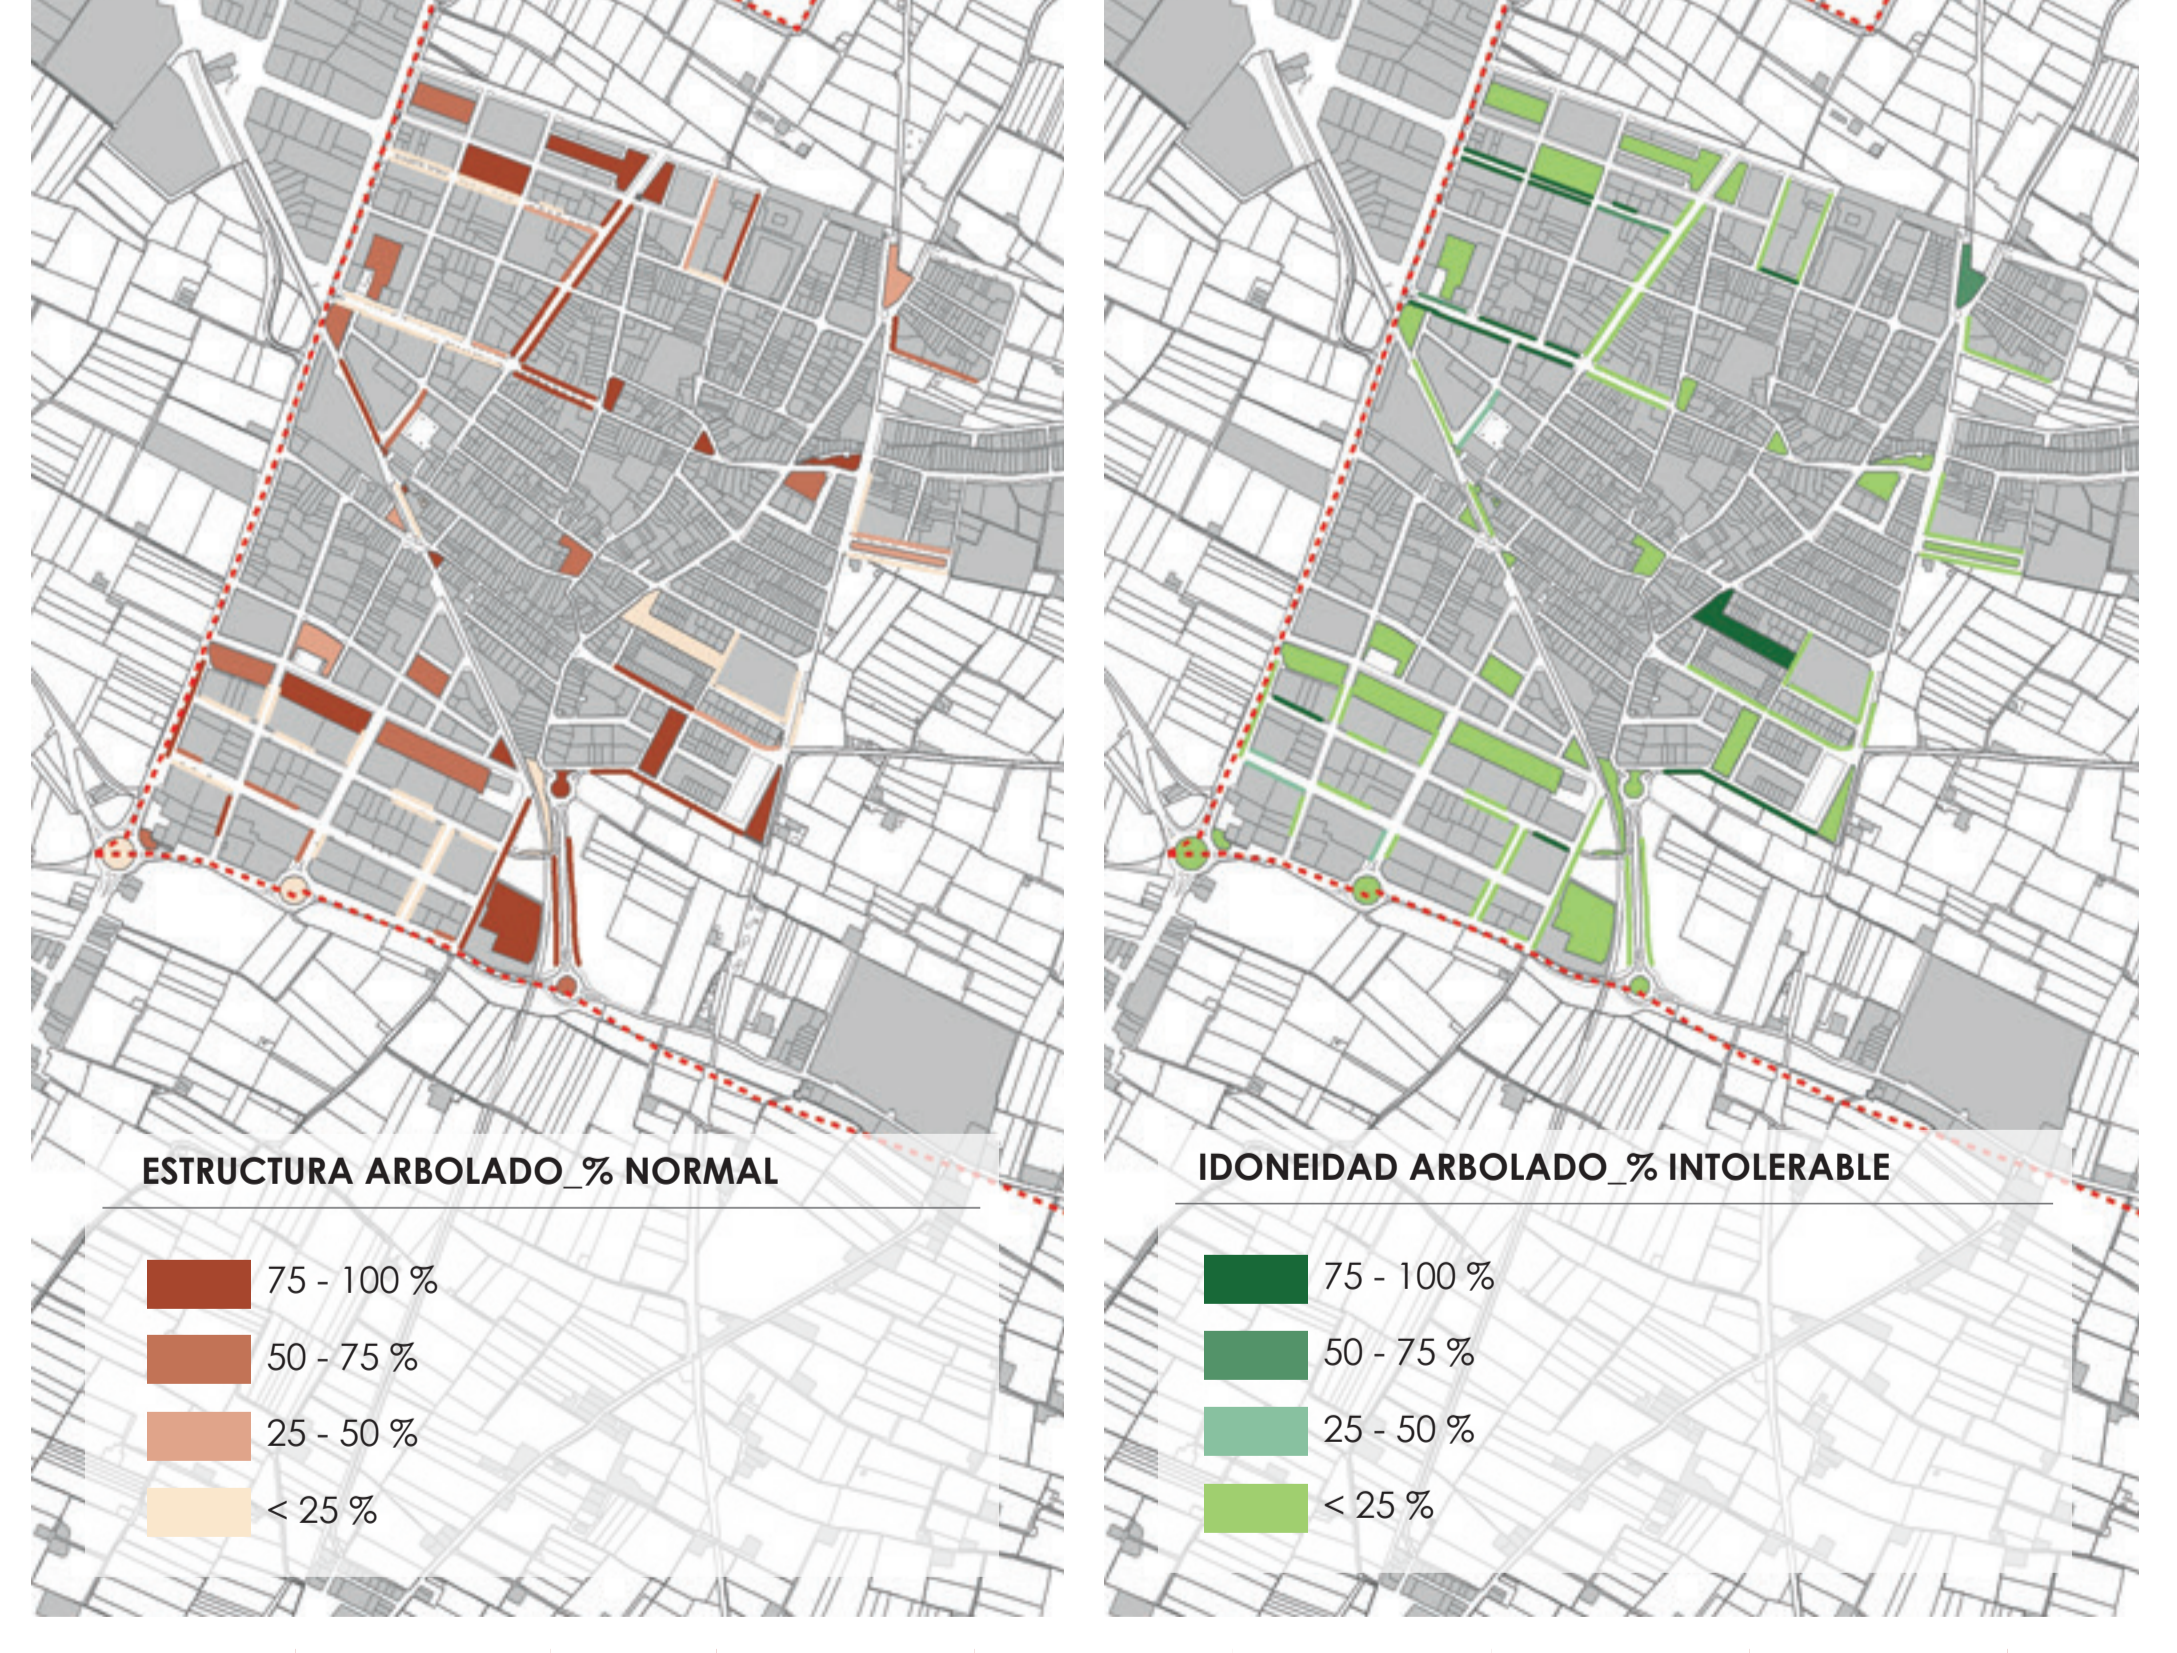 ESTRUCTURA ARBOLADO_% NORMAL
75 - 100 %
50 - 75 %
25 - 50 %
< 25 %
IDONEIDAD ARBOLADO_% INTOLERABLE
75 - 100 %
50 - 75 %
25 - 50 %
< 25 %